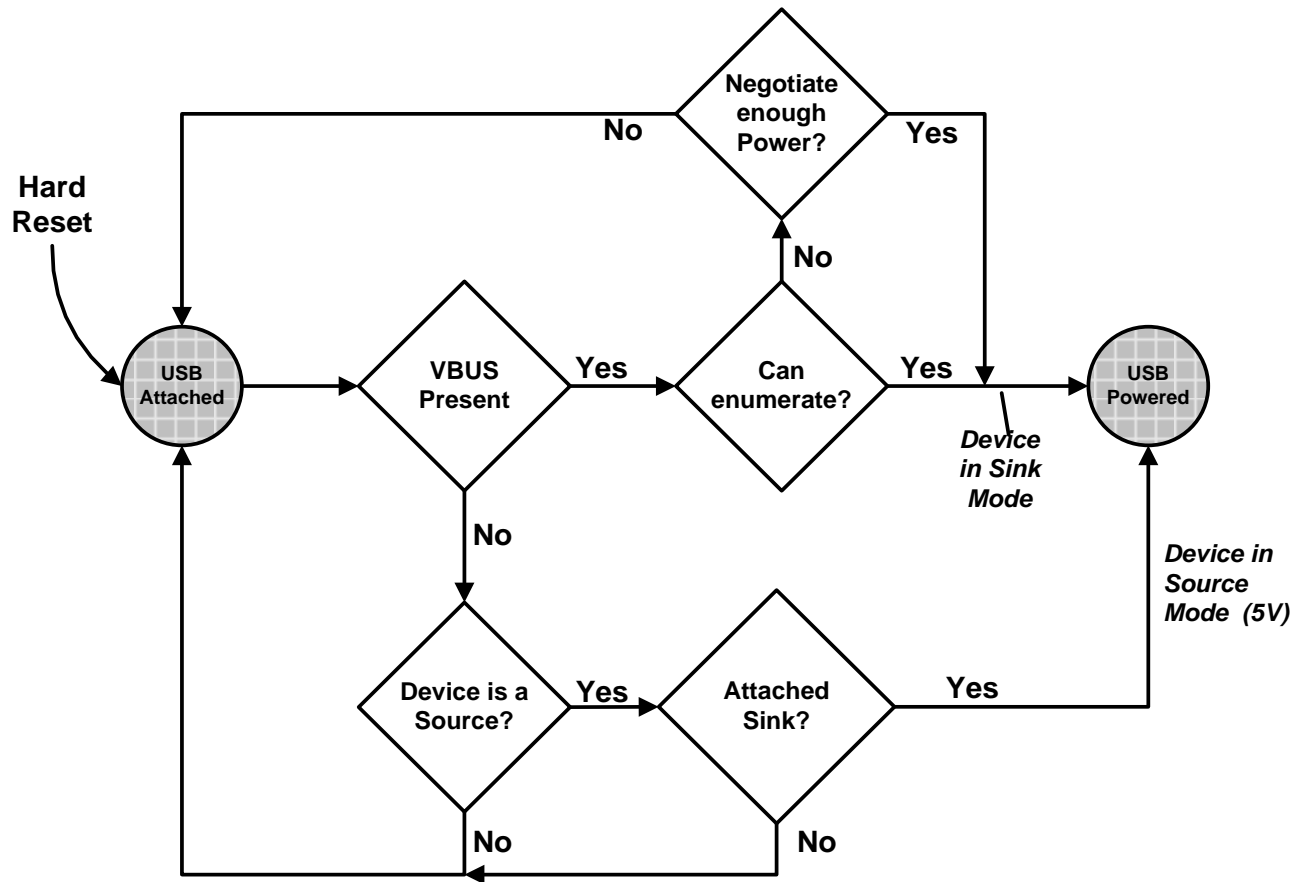 Negotiate
enough
Power?
No
Yes
Hard
Reset
No
USB
Attached
VBUS
Present
Yes
Can
enumerate?
Yes
USB
Powered
Device
in Sink
Mode
No
Device in
Source
Mode (5V)
Device is a
Source?
Yes
Attached
Sink?
Yes
No
No